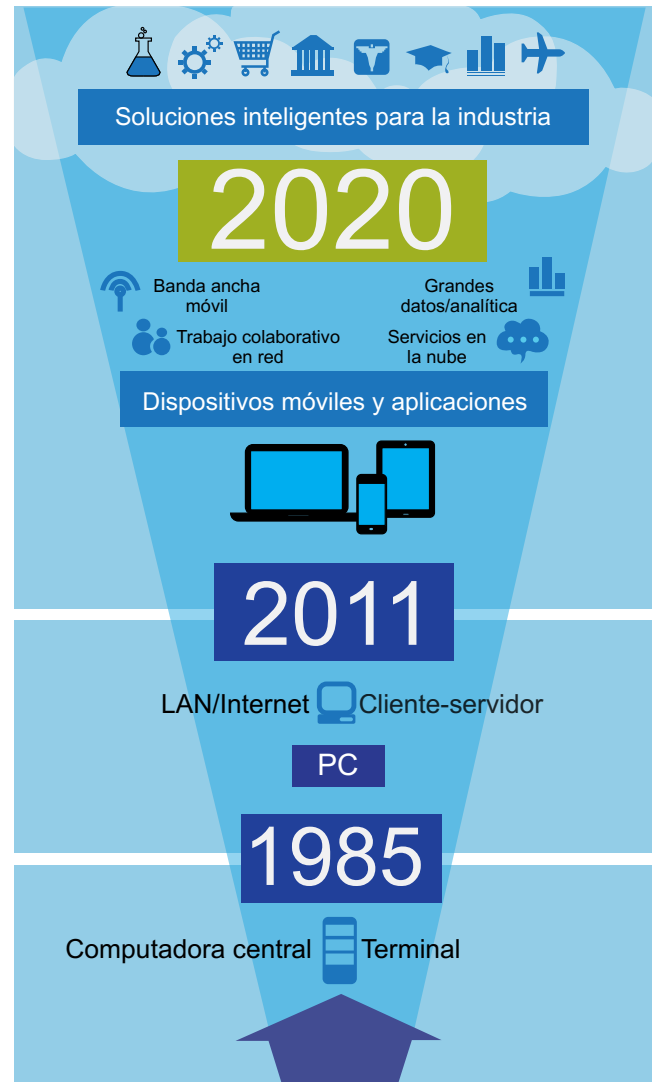 Soluciones inteligentes para la industria
2020
Banda ancha
móvil
Grandes
datos/analítica
Trabajo colaborativo
en red
Servicios en
la nube
Dispositivos móviles y aplicaciones
2011
LAN/Internet Cliente-servidor
PC
1985
Computadora central Terminal